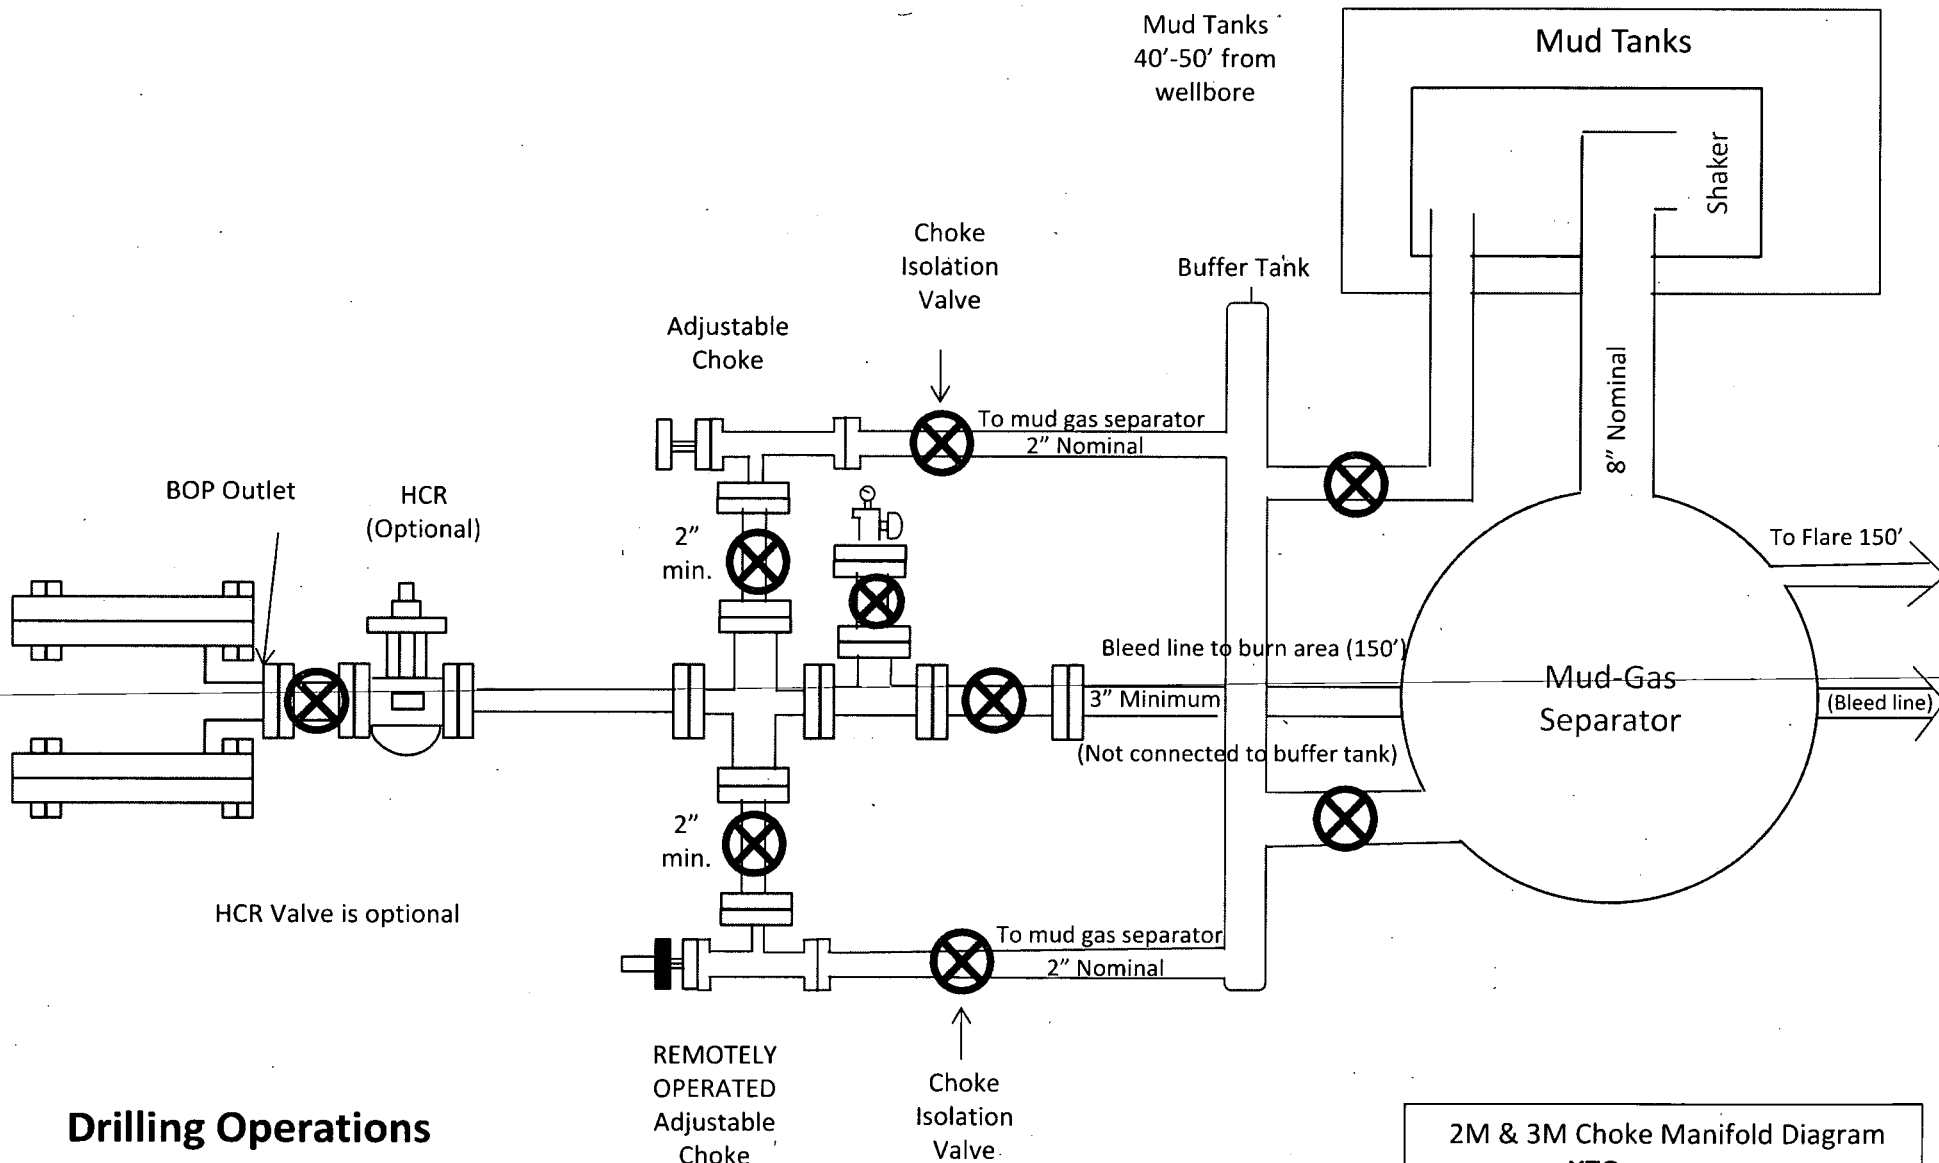 Mud Tanks
40'-50' from
wellbore
Mud Tanks
Shaker
Choke
Isolation
Valve
Buffer Tank
Adjustable
Choke
8" Nominal
To mud gas separator
2" Nominal
BOP Outlet
HCR
(Optional)
2"
min.
To Flare 150'
Bleed line to burn area (150')
3" Minimum
(Not connected to buffer tank)
Mud-Gas
Separator
(Bleed line)
2"
min.
HCR Valve is optional
To mud gas separator
2" Nominal
REMOTELY
OPERATED
Adjustable
Choke
Choke
Isolation
Valve
Drilling Operations
2M & 3M Choke Manifold Diagram
XTO